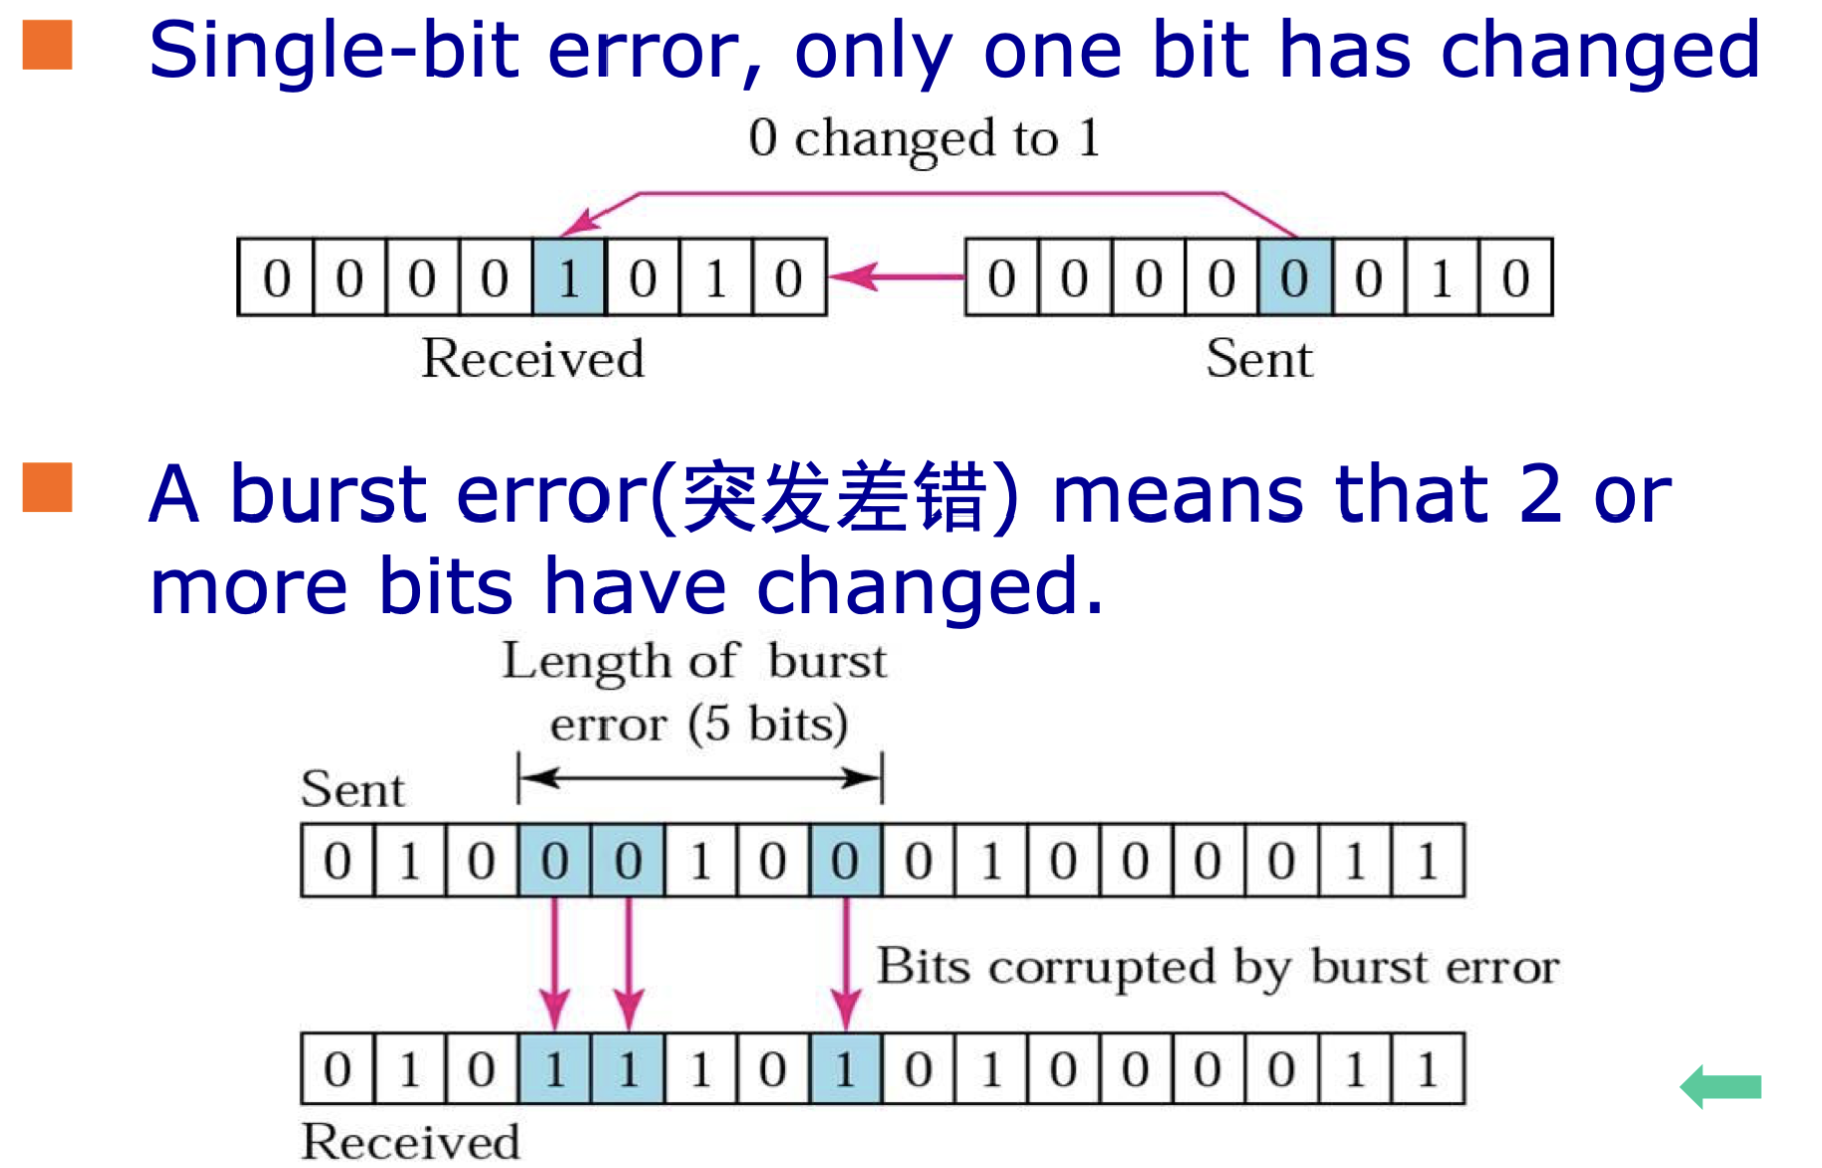 Single-bit error, only one bit has changed
0 changed to 1
0 0 0 0 1 0 1 0 0 0 0 0 0 0 1 0
Received Sent
A burst error(突发差错) means that 2 or
more bits have changed.
Length of burst
error (5 bits)
Sent
0 1 0 0 0 1 0 0 0 1 0 0 0 0 1 1
Bits corrupted by burst error
0 1 0 1 1 1 0 1 0 1 0 0 0 0 1 1
Received